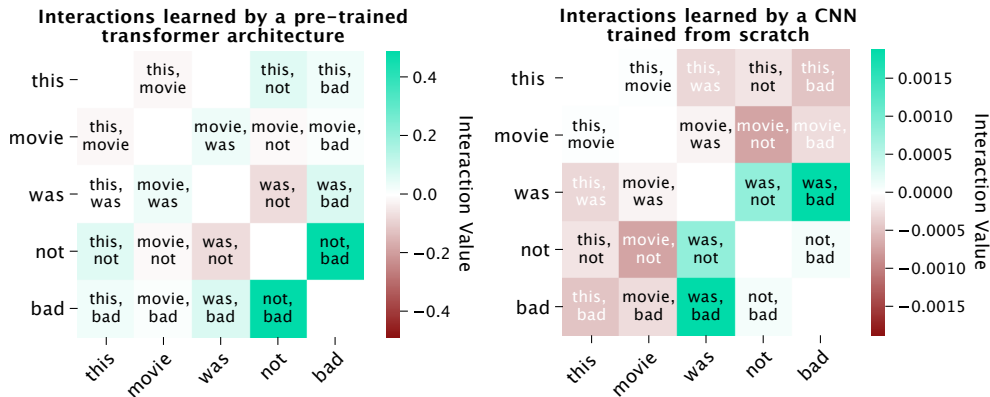 Interactions learned by a pre-trained
transformer architecture
this
this,
movie
this,
not
this,
bad
movie
this,
movie
movie,
was
movie,
not
movie,
bad
was
this,
was
movie,
was
was,
not
was,
bad
not
this,
not
movie,
not
was,
not
not,
bad
bad
this,
bad
movie,
bad
was,
bad
not,
bad
this
movie
was
not
bad
0.4
0.2
0.0
−0.2
−0.4
Interaction Value
Interactions learned by a CNN
trained from scratch
this
this,
movie
this,
was
this,
not
this,
bad
movie
this,
movie
movie,
was
movie,
not
movie,
bad
was
this,
was
movie,
was
was,
not
was,
bad
not
this,
not
movie,
not
was,
not
not,
bad
bad
this,
bad
movie,
bad
was,
bad
not,
bad
this
movie
was
not
bad
0.0015
0.0010
0.0005
0.0000
−0.0005
−0.0010
−0.0015
Interaction Value